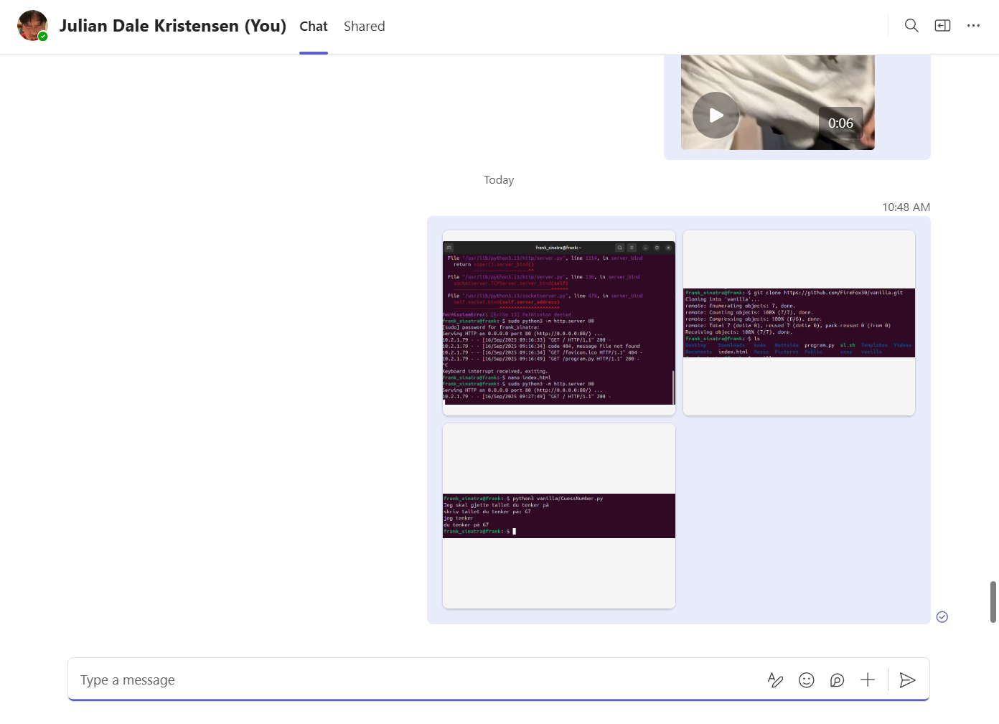 Julian Dale Kristensen (You) Chat Shared
0:06
Today
10:48 AM
frank_sinatra@frank: ~
File "/usr/lib/python3.13/http/server.py", line 1314, in server_bind
return super().server_bind()
File "/usr/lib/python3.13/http/server.py", line 136, in server_bind
socketserver.TCPServer.server_bind(self)
File "/usr/lib/python3.13/socketserver.py", line 478, in server_bind
self.socket.bind(self.server_address)
PermissionError: [Errno 13] Permission denied
frank_sinatra@frank:~$ sudo python3 -m http.server 80
[sudo] password for frank_sinatra:
Serving HTTP on 0.0.0.0 port 80 (http://0.0.0.0:80/) ...
10.2.1.79 - - [16/Sep/2025 09:16:33] "GET / HTTP/1.1" 200 -
10.2.1.79 - - [16/Sep/2025 09:16:34] code 404, message File not found
10.2.1.79 - - [16/Sep/2025 09:16:34] "GET /favicon.ico HTTP/1.1" 404 -
10.2.1.79 - - [16/Sep/2025 09:16:49] "GET /program.py HTTP/1.1" 200 -
^C
Keyboard interrupt received, exiting.
frank_sinatra@frank:~$ nano index.html
frank_sinatra@frank:~$ sudo python3 -m http.server 80
Serving HTTP on 0.0.0.0 port 80 (http://0.0.0.0:80/) ...
10.2.1.79 - - [16/Sep/2025 09:27:49] "GET / HTTP/1.1" 200 -
frank_sinatra@frank:~$ git clone https://github.com/FireFox30/vanilla.git
Cloning into 'vanilla'...
remote: Enumerating objects: 7, done.
remote: Counting objects: 100% (7/7), done.
remote: Compressing objects: 100% (6/6), done.
remote: Total 7 (delta 0), reused 7 (delta 0), pack-reused 0 (from 0)
Receiving objects: 100% (7/7), done.
frank_sinatra@frank:~$ ls
Desktop Downloads kode Nettside program.py sl.sh Templates Videos
Documents index.html Music Pictures Public snap vanilla
frank_sinatra@frank:~$ python3 vanilla/GuessNumber.py
Jeg skal gjette tallet du tenker på
skriv tallet du tenker på: 67
jeg tenker
du tenker på 67
frank_sinatra@frank:~$
Type a message